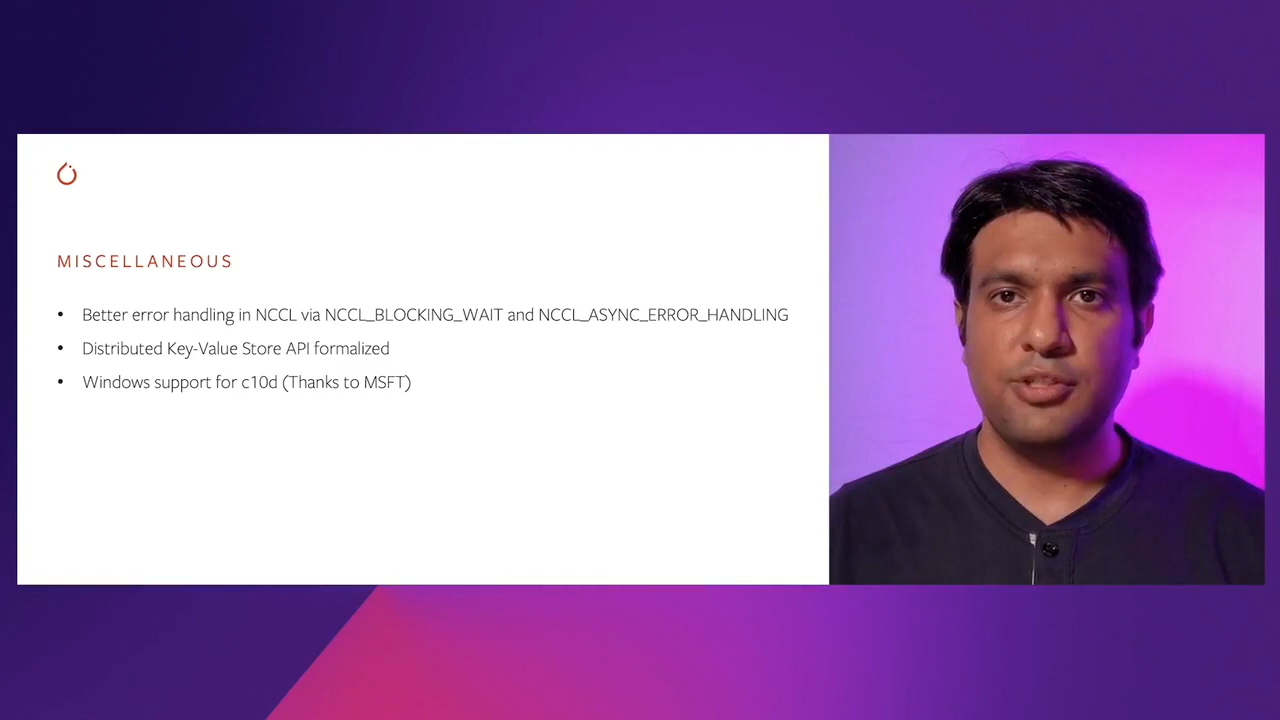 MISCELLANEOUS
• Better error handling in NCCL via NCCL_BLOCKING_WAIT and NCCL_ASYNC_ERROR_HANDLING
• Distributed Key-Value Store API formalized
• Windows support for c10d (Thanks to MSFT)